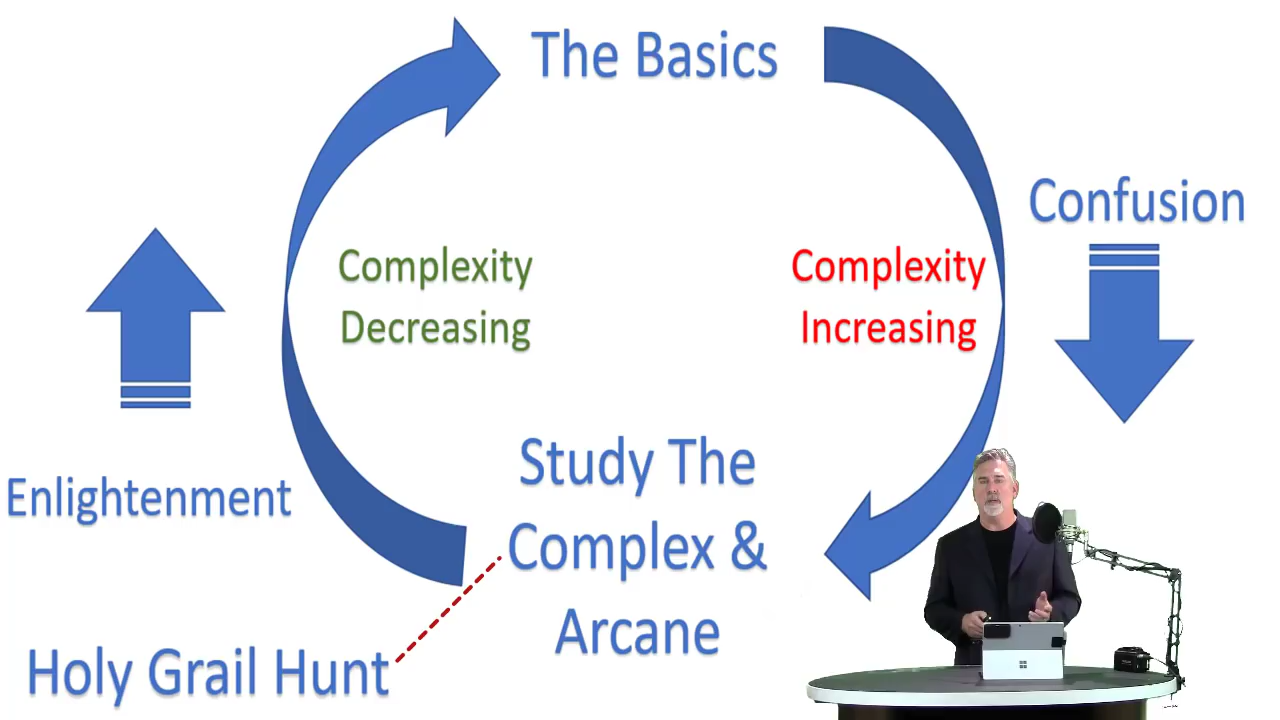 The Basics
Confusion
Complexity
Decreasing
Complexity
Increasing
Study The
Complex &
Arcane
Enlightenment
Holy Grail Hunt